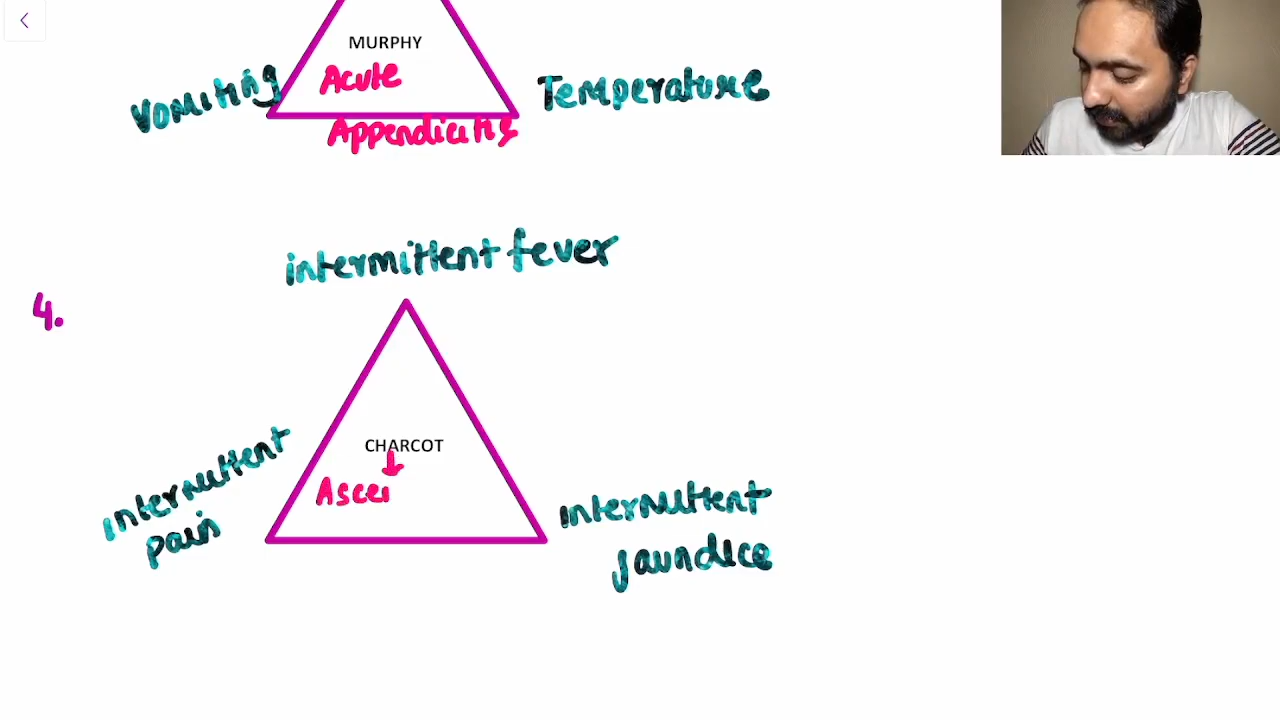 MURPHY
Acute
Vomiting
Temperature
Appendicitis
intermittent fever
4.
CHARCOT
Ascei
intermittent
pain
intermittent
jaundice